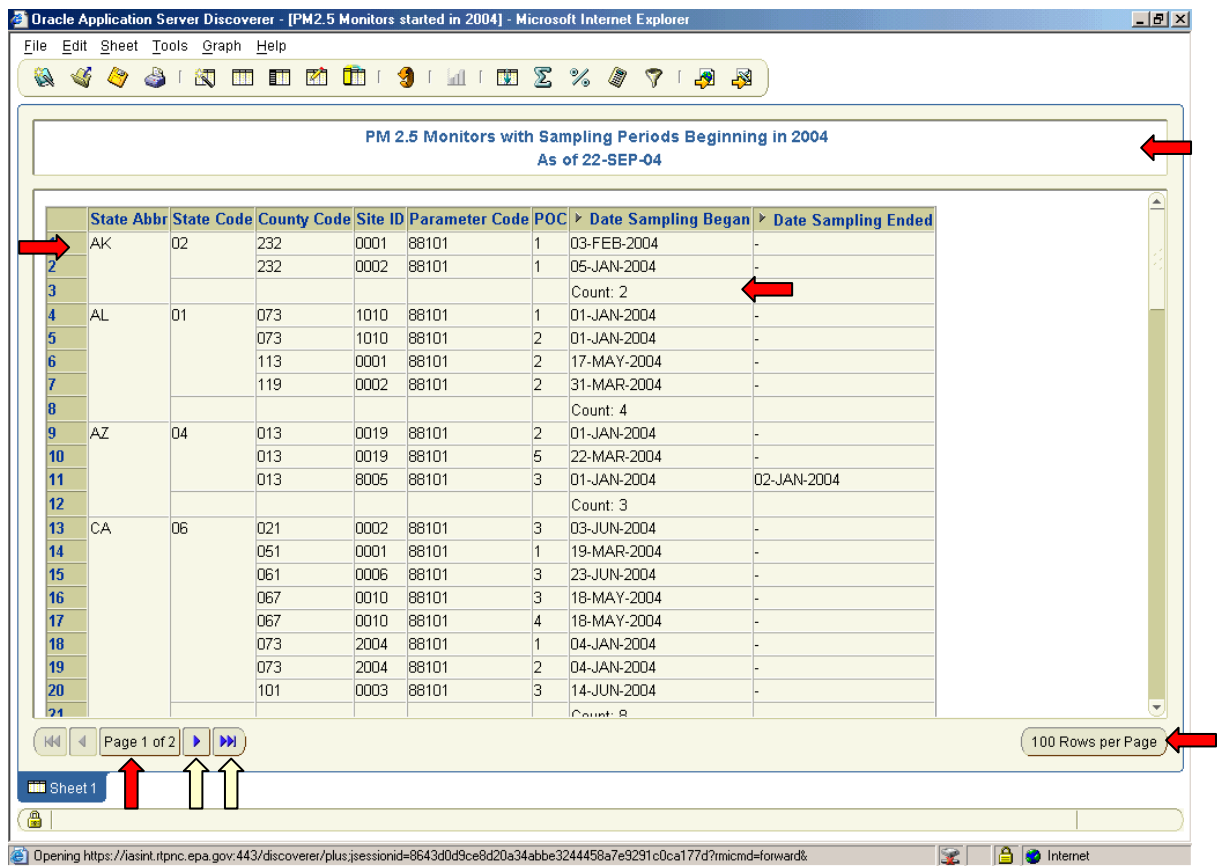 Oracle Application Server Discoverer - [PM2.5 Monitors started in 2004] - Microsoft Internet Explorer
File Edit Sheet Tools Graph Help
PM 2.5 Monitors with Sampling Periods Beginning in 2004
As of 22-SEP-04
State Abbr State Code County Code Site ID Parameter Code POC Date Sampling Began Date Sampling Ended
AK 02 232 0001 88101 1 03-FEB-2004 -
2 232 0002 88101 1 05-JAN-2004 -
3 Count: 2
4 AL 01 073 1010 88101 1 01-JAN-2004 -
5 073 1010 88101 2 01-JAN-2004 -
6 113 0001 88101 2 17-MAY-2004 -
7 119 0002 88101 2 31-MAR-2004 -
8 Count: 4
9 AZ 04 013 0019 88101 2 01-JAN-2004 -
10 013 0019 88101 5 22-MAR-2004 -
11 013 8005 88101 3 01-JAN-2004 02-JAN-2004
12 Count: 3
13 CA 06 021 0002 88101 3 03-JUN-2004 -
14 051 0001 88101 1 19-MAR-2004 -
15 061 0006 88101 3 23-JUN-2004 -
16 067 0010 88101 3 18-MAY-2004 -
17 067 0010 88101 4 18-MAY-2004 -
18 073 2004 88101 1 04-JAN-2004 -
19 073 2004 88101 2 04-JAN-2004 -
20 101 0003 88101 3 14-JUN-2004 -
21 Count: 8
Page 1 of 2 100 Rows per Page
Sheet 1
Opening https://iasint.rtpnc.epa.gov:443/discoverer/plus;jsessionid=8643d0d9ce8d20a34abbe3244458a7e9291c0ca177d?rmicmd=forward& Internet